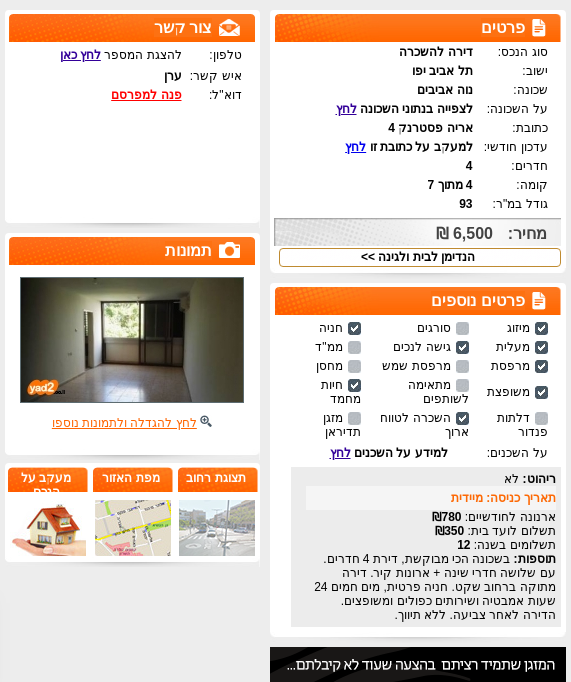 פרטים
סוג הנכס: דירה להשכרה
ישוב: תל אביב יפו
שכונה: נוה אביבים
על השכונה: לצפייה בנתוני השכונה לחץ
כתובת: אריה פסטרנק 4
עדכון חודשי: למעקב על כתובת זו לחץ
חדרים: 4
קומה: 4 מתוך 7
גודל במ"ר: 93
מחיר: 6,500 ₪
הנדימן לבית ולגינה >>
פרטים נוספים
מיזוג סורגים חניה
מעלית גישה לנכים ממ"ד
מרפסת מרפסת שמש מחסן
משופצת מתאימה לשותפים חיות מחמד
דלתות פנדור השכרה לטווח ארוך מזגן תדיראן
על השכנים: למידע על השכנים לחץ
ריהוט: לא
תאריך כניסה: מיידית
ארנונה לחודשיים: 780₪
תשלום לועד בית: 350₪
תשלומים בשנה: 12
תוספות: בשכונה הכי מבוקשת, דירת 4 חדרים.
עם שלושה חדרי שינה + ארונות קיר. דירה
מתוקה ברחוב שקט. חניה פרטית, מים חמים 24
שעות אמבטיה ושירותים כפולים ומשופצים.
הדירה לאחר צביעה. ללא תיווך.
המזגן שתמיד רציתם בהצעה שעוד לא קיבלתם...
צור קשר
טלפון: להצגת המספר לחץ כאן
איש קשר: ערן
דוא"ל: פנה למפרסם
תמונות
yad2
לחץ להגדלה ולתמונות נוספו
תצוגת רחוב
מפת האזור
מעקב על
הנכס